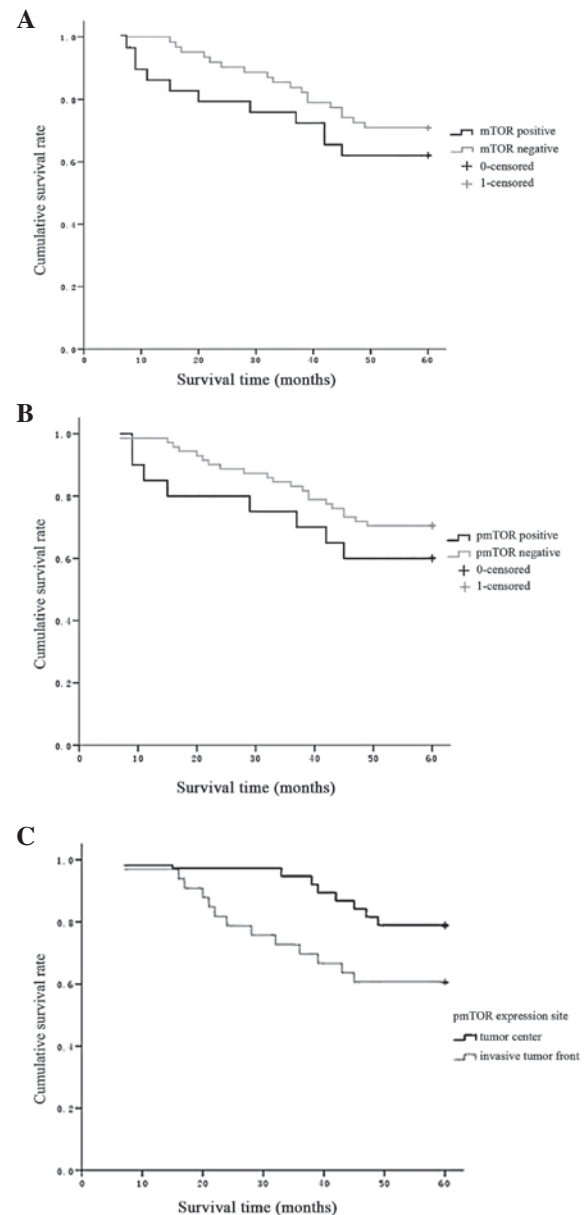 A
1.0
0.8
0.6
0.4
0.2
0.0
Cumulative survival rate
0 10 20 30 40 50 60
Survival time (months)
mTOR positive
mTOR negative
0-censored
1-censored
B
1.0
0.8
0.6
0.4
0.2
0.0
Cumulative survival rate
0 10 20 30 40 50 60
Survival time (months)
pmTOR positive
pmTOR negative
0-censored
1-censored
C
1.0
0.8
0.6
0.4
0.2
0.0
Cumulative survival rate
0 10 20 30 40 50 60
Survival time (months)
pmTOR expression site
tumor center
invasive tumor front